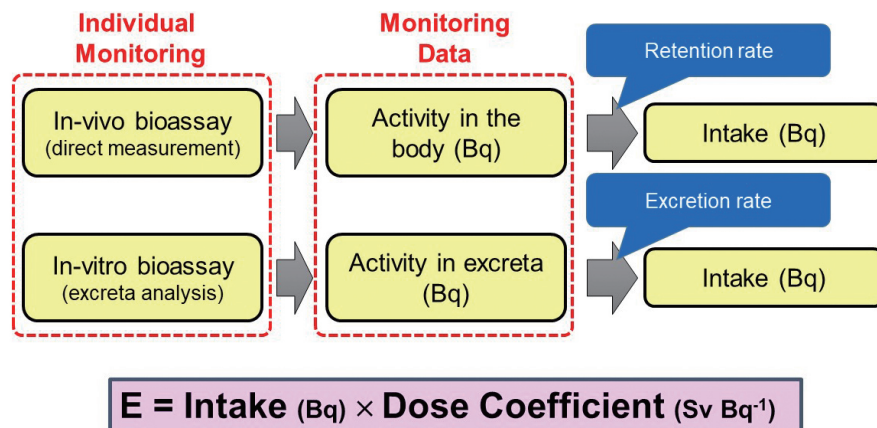 Individual
Monitoring
Monitoring
Data
Retention rate
In-vivo bioassay
(direct measurement)
Activity in the
body (Bq)
Intake (Bq)
Excretion rate
In-vitro bioassay
(excreta analysis)
Activity in excreta
(Bq)
Intake (Bq)
E = Intake (Bq) × Dose Coefficient (Sv Bq⁻¹)